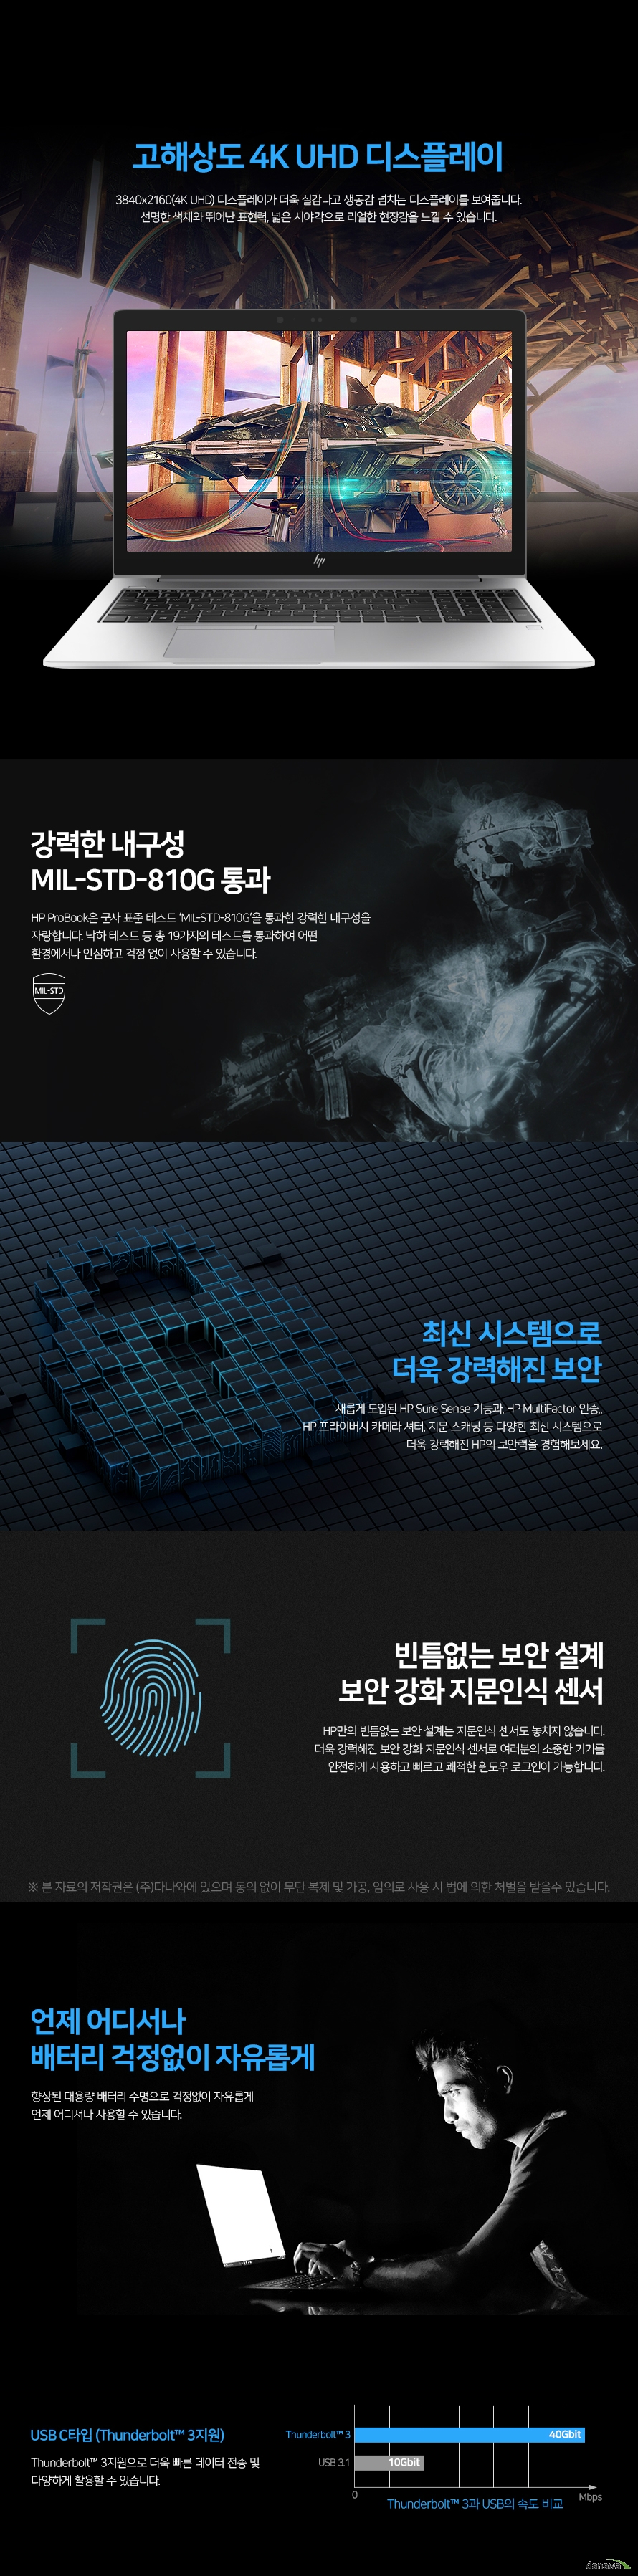 고해상도 4K UHD 디스플레이
3840x2160(4K UHD) 디스플레이가 더욱 실감나고 생동감 넘치는 디스플레이를 보여줍니다.
선명한 색채와 뛰어난 표현력, 넓은 시야각으로 리얼한 현장감을 느낄 수 있습니다.
hp
강력한 내구성
MIL-STD-810G 통과
HP ProBook은 군사 표준 테스트 'MIL-STD-810G'을 통과한 강력한 내구성을
자랑합니다. 낙하 테스트 등 총 19가지의 테스트를 통과하여 어떤
환경에서나 안심하고 걱정 없이 사용할 수 있습니다.
MIL-STD
최신 시스템으로
더욱 강력해진 보안
새롭게 도입된 HP Sure Sense 기능과, HP MultiFactor 인증,,
HP 프라이버시 카메라 셔터, 지문 스캐닝 등 다양한 최신 시스템으로
더욱 강력해진 HP의 보안력을 경험해보세요.
빈틈없는 보안 설계
보안 강화 지문인식 센서
HP만의 빈틈없는 보안 설계는 지문인식 센서도 놓치지 않습니다.
더욱 강력해진 보안 강화 지문인식 센서로 여러분의 소중한 기기를
안전하게 사용하고 빠르고 쾌적한 윈도우 로그인이 가능합니다.
※ 본 자료의 저작권은 (주)다나와에 있으며 동의 없이 무단 복제 및 가공, 임의로 사용 시 법에 의한 처벌을 받을수 있습니다.
언제 어디서나
배터리 걱정없이 자유롭게
향상된 대용량 배터리 수명으로 걱정없이 자유롭게
언제 어디서나 사용할 수 있습니다.
USB C타입 (Thunderbolt™ 3지원)
Thunderbolt™ 3지원으로 더욱 빠른 데이터 전송 및
다양하게 활용할 수 있습니다.
Thunderbolt™ 3
40Gbit
USB 3.1
10Gbit
0
Mbps
Thunderbolt™ 3과 USB의 속도 비교